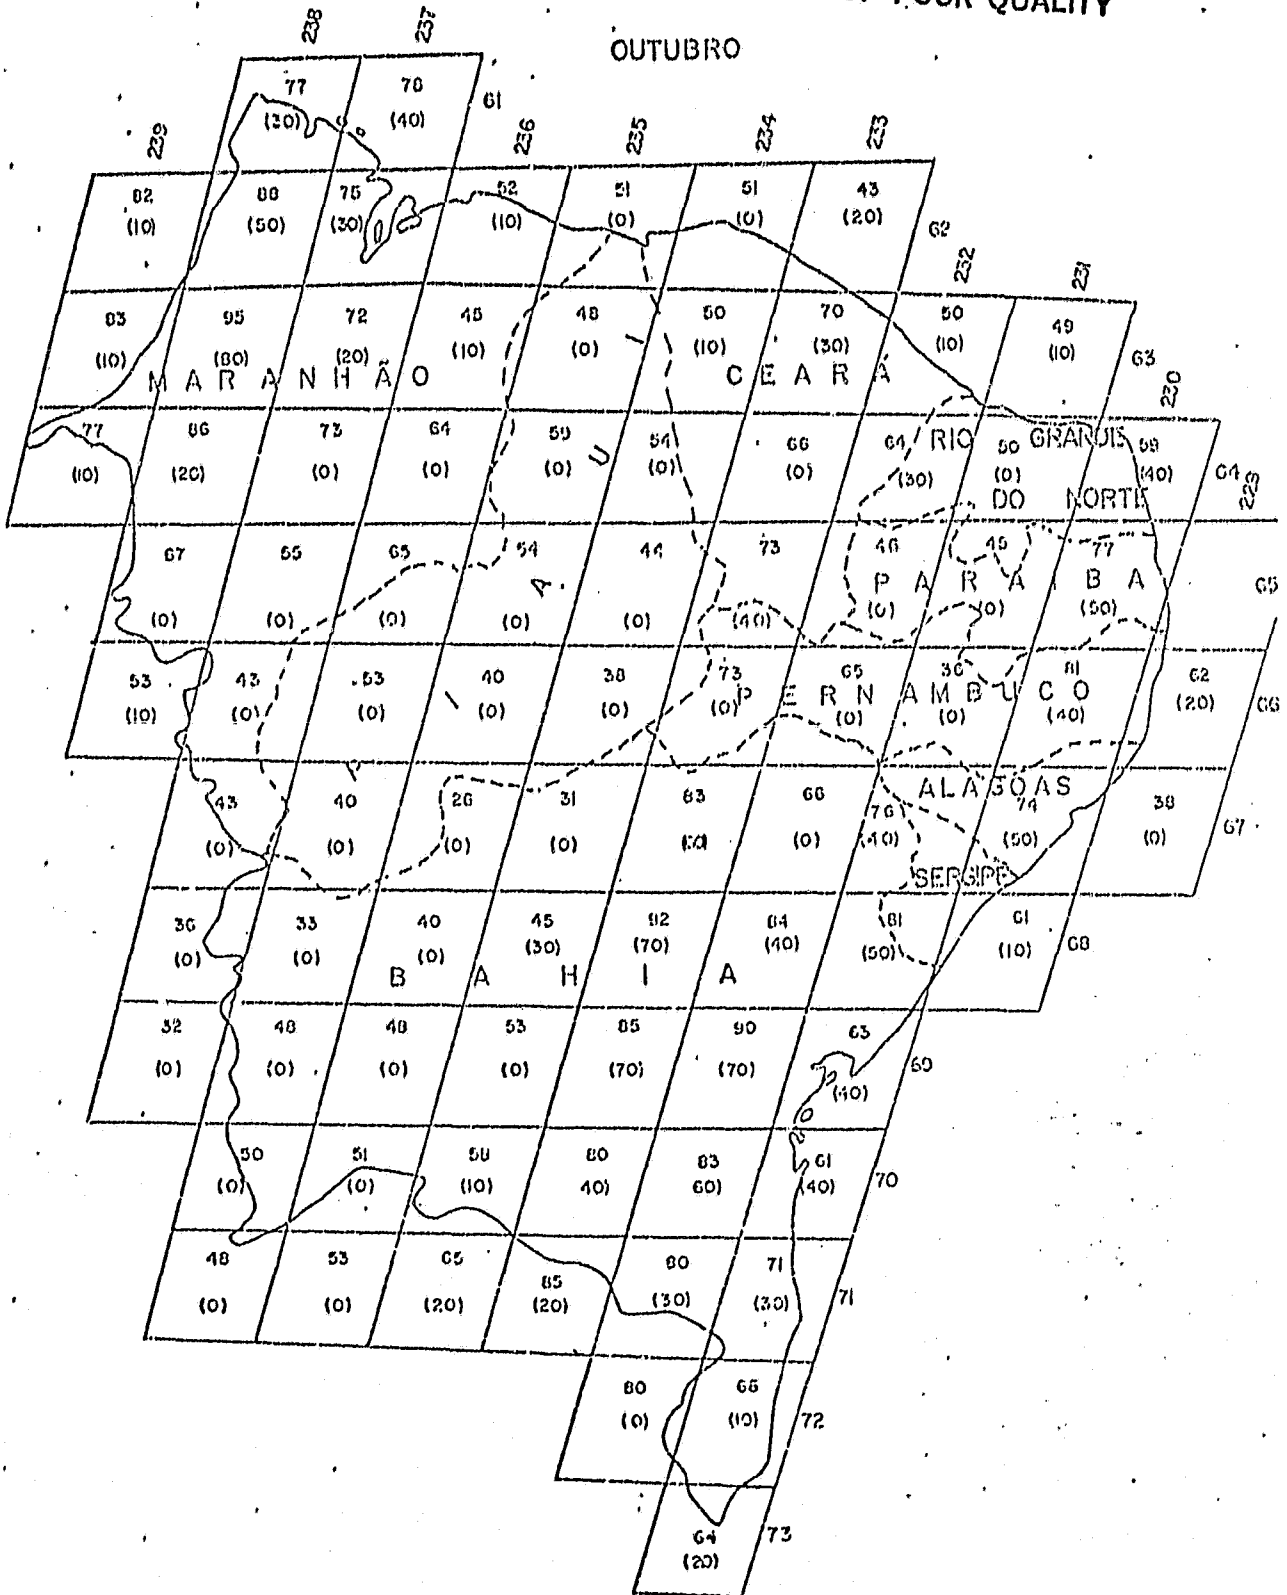 POOR QUALITY
OUTUBRO
238 237
77 78 61
(30) (40)
239 236 235 234 233
82 88 75 52 51 51 43
(10) (50) (30) (10) (0) (0) (20) 62
232 231
83 95 72 45 48 50 70 50 49
(10) (80) (20) (10) (0) (10) (30) (10) (10) 63
MARANHÃO CEARÁ
230
77 86 73 64 59 54 66 64 50 59
(10) (20) (0) (0) (0) (0) (0) (30) (0) (40) 64
RIO GRANDE
DO NORTE
229
67 55 65 54 44 73 46 45 77
PIAUÍ
PARAIBA 65
(0) (0) (0) (0) (0) (40) (0) (0) (50)
53 43 53 40 38 73 65 36 81 62
PERNAMBUCO
(10) (0) (0) (0) (0) (0) (0) (0) (40) (20) 66
ALAGOAS
43 40 26 31 83 66 76 74 38
(0) (0) (0) (0) (0) (40) (50) (0) 67
SERGIPE
36 33 40 45 92 84 81 61
(0) (0) (0) (30) (70) (40) (50) (10) 68
BAHIA
32 48 48 53 85 90 63
(0) (0) (0) (0) (70) (70) (40) 69
50 51 58 80 83 61
(0) (0) (10) 40) 60) (40) 70
48 53 65 85 80 71
(0) (0) (20) (20) (30) (30) 71
80 66
(0) (10) 72
64
(20) 73